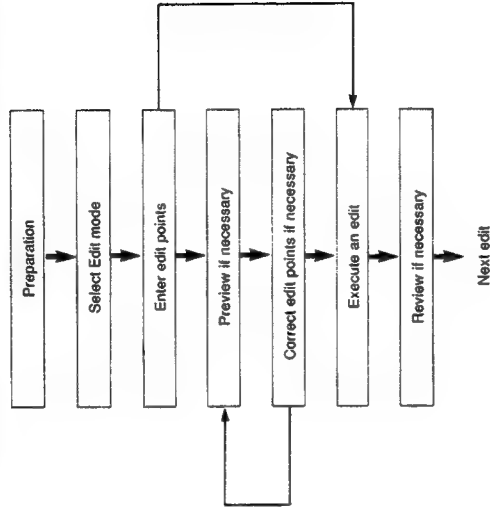 Preparation
Select Edit mode
Enter edit points
Preview if necessary
Correct edit points if necessary
Execute an edit
Review if necessary
Next edit